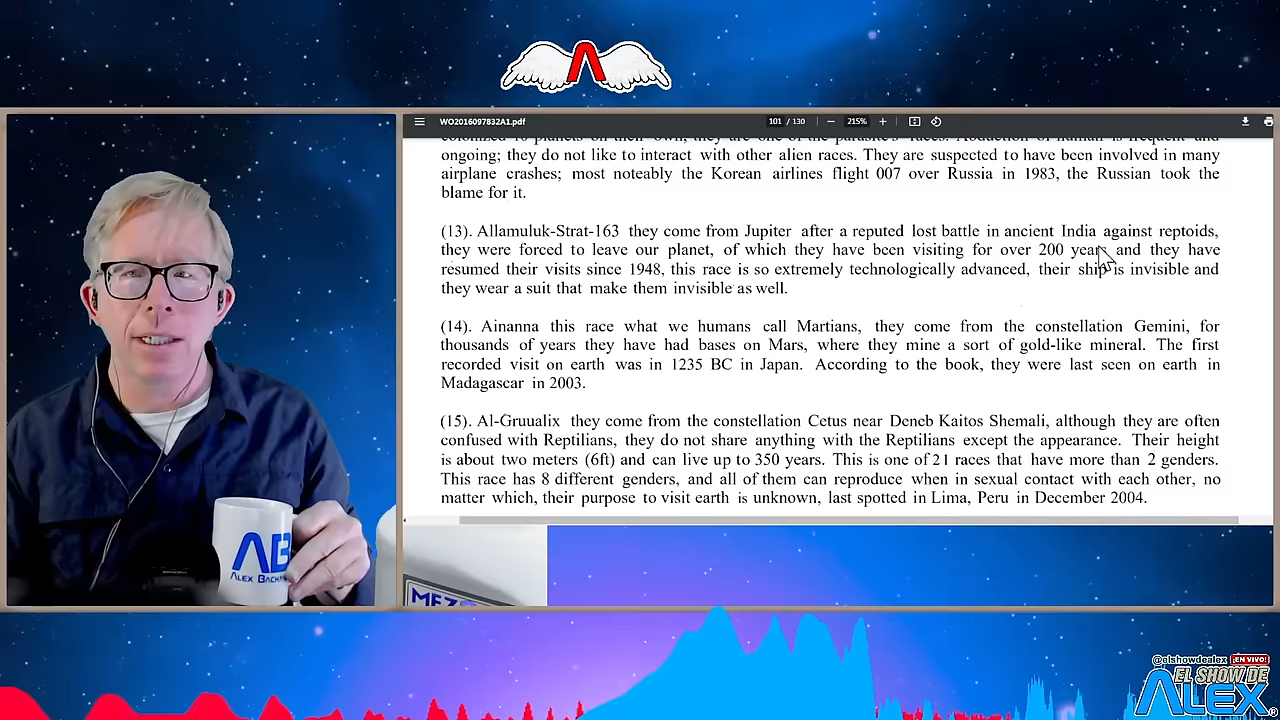 WO2016097832A1.pdf
101 / 130
215%
ongoing; they do not like to interact with other alien races. They are suspected to have been involved in many
airplane crashes; most noteably the Korean airlines flight 007 over Russia in 1983, the Russian took the
blame for it.
(13). Allamuluk-Strat-163 they come from Jupiter after a reputed lost battle in ancient India against reptoids,
they were forced to leave our planet, of which they have been visiting for over 200 years and they have
resumed their visits since 1948, this race is so extremely technologically advanced, their ship is invisible and
they wear a suit that make them invisible as well.
(14). Ainanna this race what we humans call Martians, they come from the constellation Gemini, for
thousands of years they have had bases on Mars, where they mine a sort of gold-like mineral. The first
recorded visit on earth was in 1235 BC in Japan. According to the book, they were last seen on earth in
Madagascar in 2003.
(15). Al-Gruualix they come from the constellation Cetus near Deneb Kaitos Shemali, although they are often
confused with Reptilians, they do not share anything with the Reptilians except the appearance. Their height
is about two meters (6ft) and can live up to 350 years. This is one of 21 races that have more than 2 genders.
This race has 8 different genders, and all of them can reproduce when in sexual contact with each other, no
matter which, their purpose to visit earth is unknown, last spotted in Lima, Peru in December 2004.
AB
ALEX
@elshowdealex ¡EN VIVO!
EL SHOW DE
ALEX